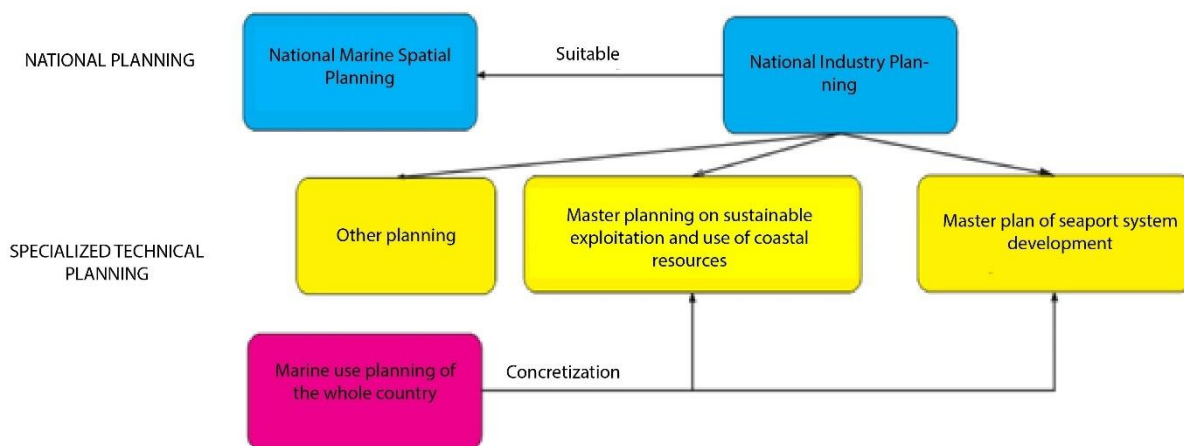 NATIONAL PLANNING
National Marine Spatial
Planning
Suitable
National Industry Plan-
ning
SPECIALIZED TECHNICAL
PLANNING
Other planning
Master planning on sustainable
exploitation and use of coastal
resources
Master plan of seaport system
development
Marine use planning of
the whole country
Concretization